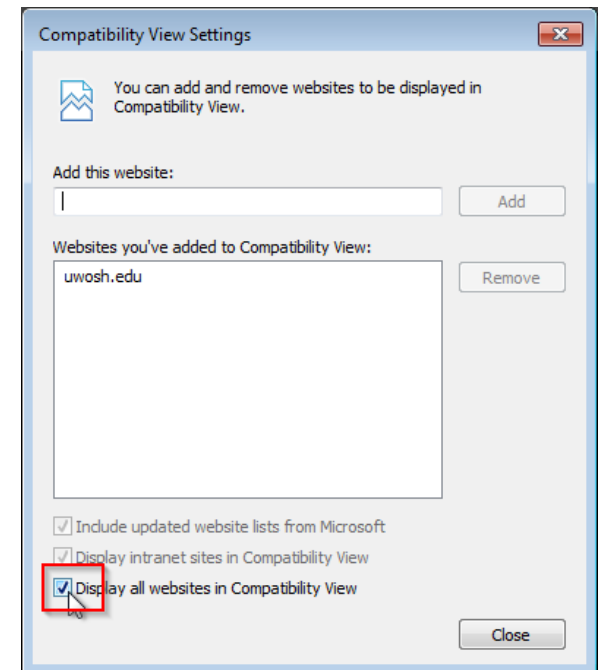 Compatibility View Settings
You can add and remove websites to be displayed in
Compatibility View.
Add this website:
Add
Websites you've added to Compatibility View:
uwosh.edu
Remove
Include updated website lists from Microsoft
Display intranet sites in Compatibility View
Display all websites in Compatibility View
Close